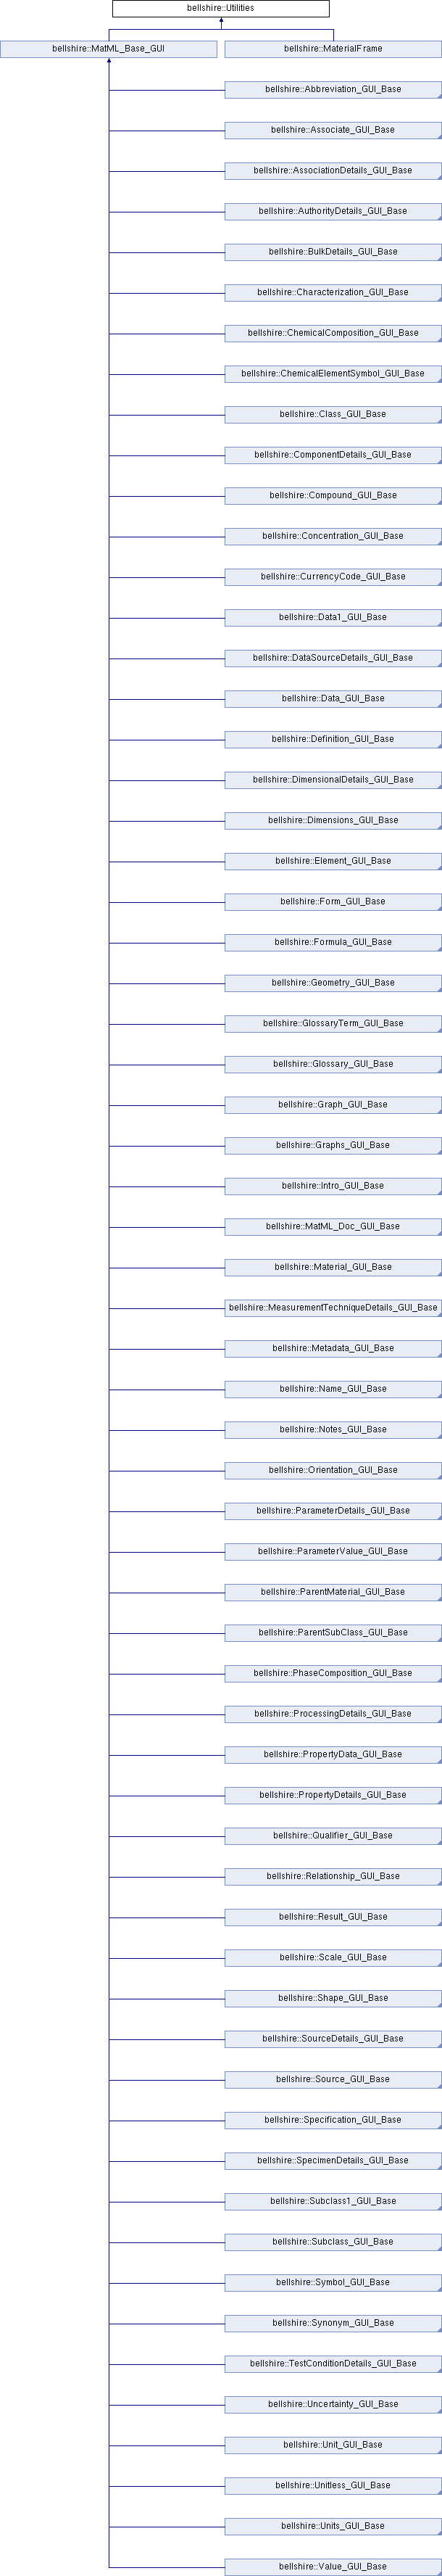 bellshire::Utilities
bellshire::MatML_Base_GUI
bellshire::MaterialFrame
bellshire::Abbreviation_GUI_Base
bellshire::Associate_GUI_Base
bellshire::AssociationDetails_GUI_Base
bellshire::AuthorityDetails_GUI_Base
bellshire::BulkDetails_GUI_Base
bellshire::Characterization_GUI_Base
bellshire::ChemicalComposition_GUI_Base
bellshire::ChemicalElementSymbol_GUI_Base
bellshire::Class_GUI_Base
bellshire::ComponentDetails_GUI_Base
bellshire::Compound_GUI_Base
bellshire::Concentration_GUI_Base
bellshire::CurrencyCode_GUI_Base
bellshire::Data1_GUI_Base
bellshire::DataSourceDetails_GUI_Base
bellshire::Data_GUI_Base
bellshire::Definition_GUI_Base
bellshire::DimensionalDetails_GUI_Base
bellshire::Dimensions_GUI_Base
bellshire::Element_GUI_Base
bellshire::Form_GUI_Base
bellshire::Formula_GUI_Base
bellshire::Geometry_GUI_Base
bellshire::GlossaryTerm_GUI_Base
bellshire::Glossary_GUI_Base
bellshire::Graph_GUI_Base
bellshire::Graphs_GUI_Base
bellshire::Intro_GUI_Base
bellshire::MatML_Doc_GUI_Base
bellshire::Material_GUI_Base
bellshire::MeasurementTechniqueDetails_GUI_Base
bellshire::Metadata_GUI_Base
bellshire::Name_GUI_Base
bellshire::Notes_GUI_Base
bellshire::Orientation_GUI_Base
bellshire::ParameterDetails_GUI_Base
bellshire::ParameterValue_GUI_Base
bellshire::ParentMaterial_GUI_Base
bellshire::ParentSubClass_GUI_Base
bellshire::PhaseComposition_GUI_Base
bellshire::ProcessingDetails_GUI_Base
bellshire::PropertyData_GUI_Base
bellshire::PropertyDetails_GUI_Base
bellshire::Qualifier_GUI_Base
bellshire::Relationship_GUI_Base
bellshire::Result_GUI_Base
bellshire::Scale_GUI_Base
bellshire::Shape_GUI_Base
bellshire::SourceDetails_GUI_Base
bellshire::Source_GUI_Base
bellshire::Specification_GUI_Base
bellshire::SpecimenDetails_GUI_Base
bellshire::Subclass1_GUI_Base
bellshire::Subclass_GUI_Base
bellshire::Symbol_GUI_Base
bellshire::Synonym_GUI_Base
bellshire::TestConditionDetails_GUI_Base
bellshire::Uncertainty_GUI_Base
bellshire::Unit_GUI_Base
bellshire::Unitless_GUI_Base
bellshire::Units_GUI_Base
bellshire::Value_GUI_Base